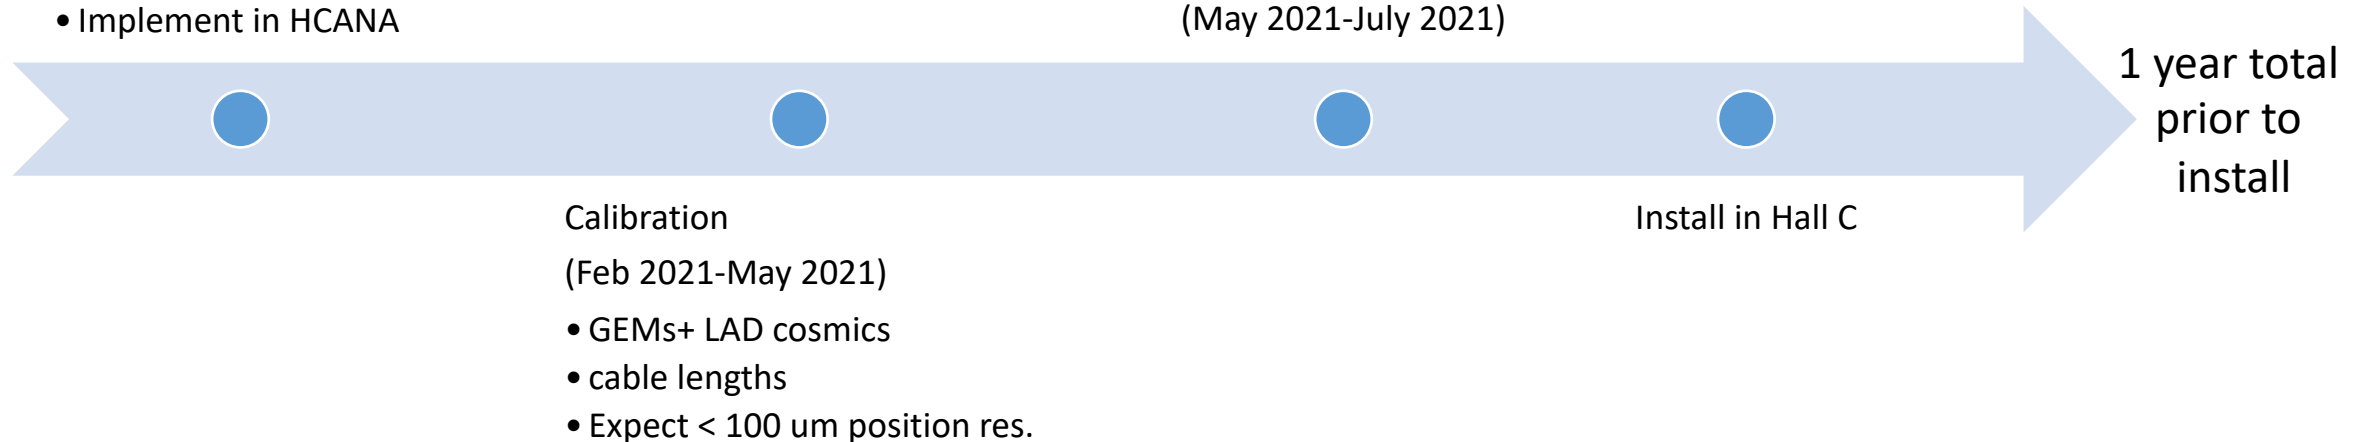 • Implement in HCANA
(May 2021-July 2021)
1 year total
prior to
install
Calibration
(Feb 2021-May 2021)
• GEMs+ LAD cosmics
• cable lengths
• Expect < 100 um position res.
Install in Hall C